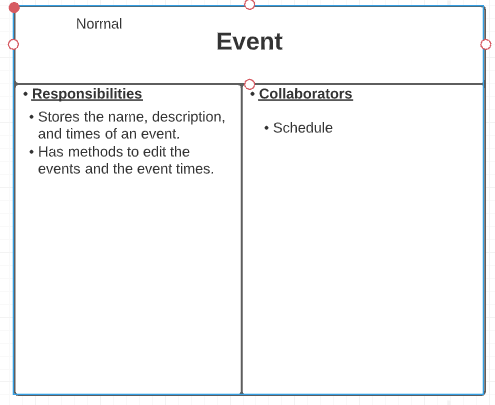 Normal
Event
• Responsibilities
• Stores the name, description,
and times of an event.
• Has methods to edit the
events and the event times.
• Collaborators
• Schedule